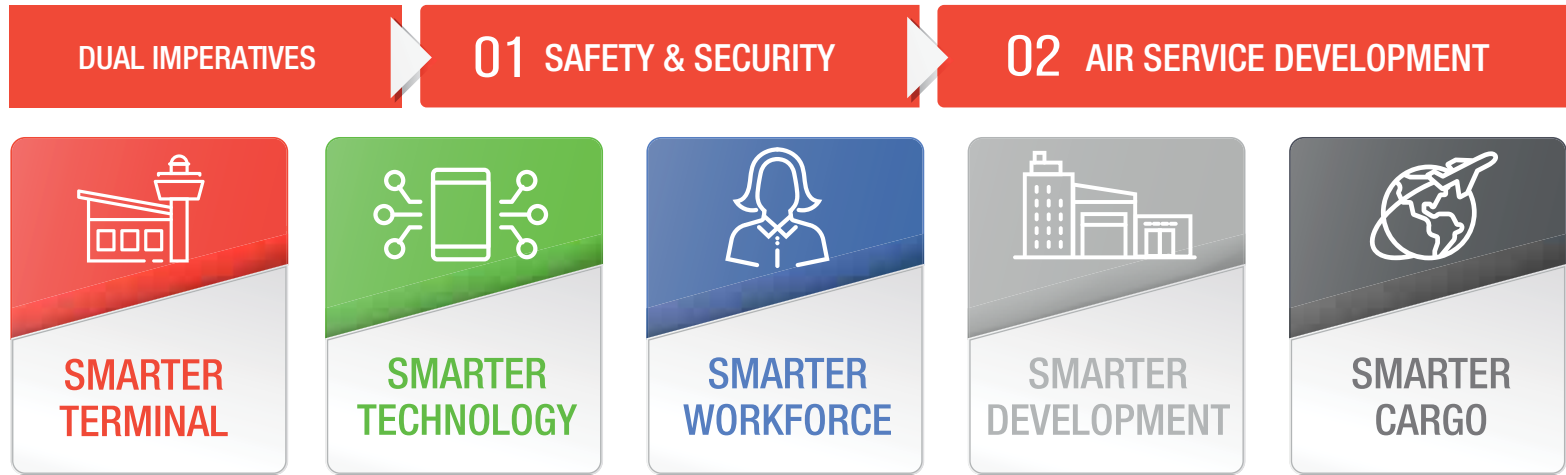 DUAL IMPERATIVES
01 SAFETY & SECURITY
02 AIR SERVICE DEVELOPMENT
SMARTER
TERMINAL
SMARTER
TECHNOLOGY
SMARTER
WORKFORCE
SMARTER
DEVELOPMENT
SMARTER
CARGO